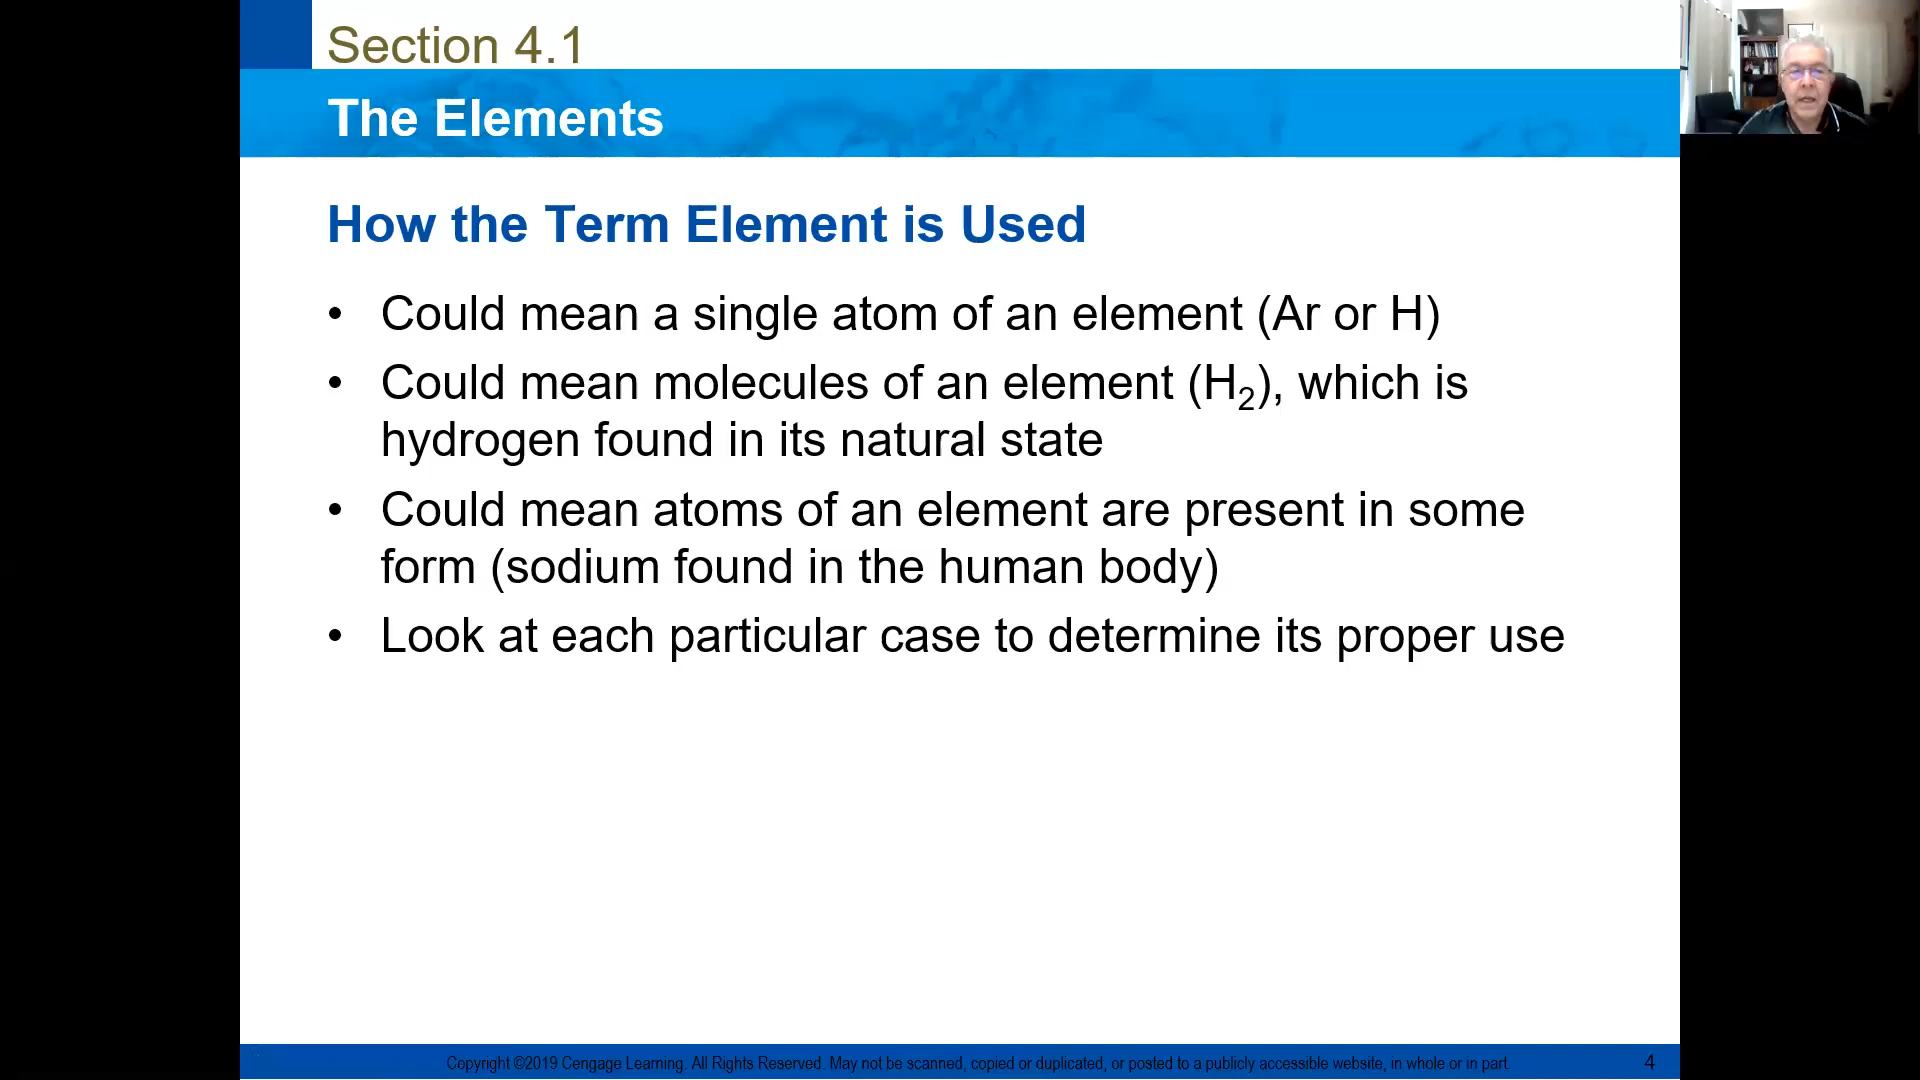 Section 4.1
The Elements
How the Term Element is Used
• Could mean a single atom of an element (Ar or H)
• Could mean molecules of an element (H₂), which is
hydrogen found in its natural state
• Could mean atoms of an element are present in some
form (sodium found in the human body)
• Look at each particular case to determine its proper use
Copyright ©2019 Cengage Learning. All Rights Reserved. May not be scanned, copied or duplicated, or posted to a publicly accessible website, in whole or in part.
4